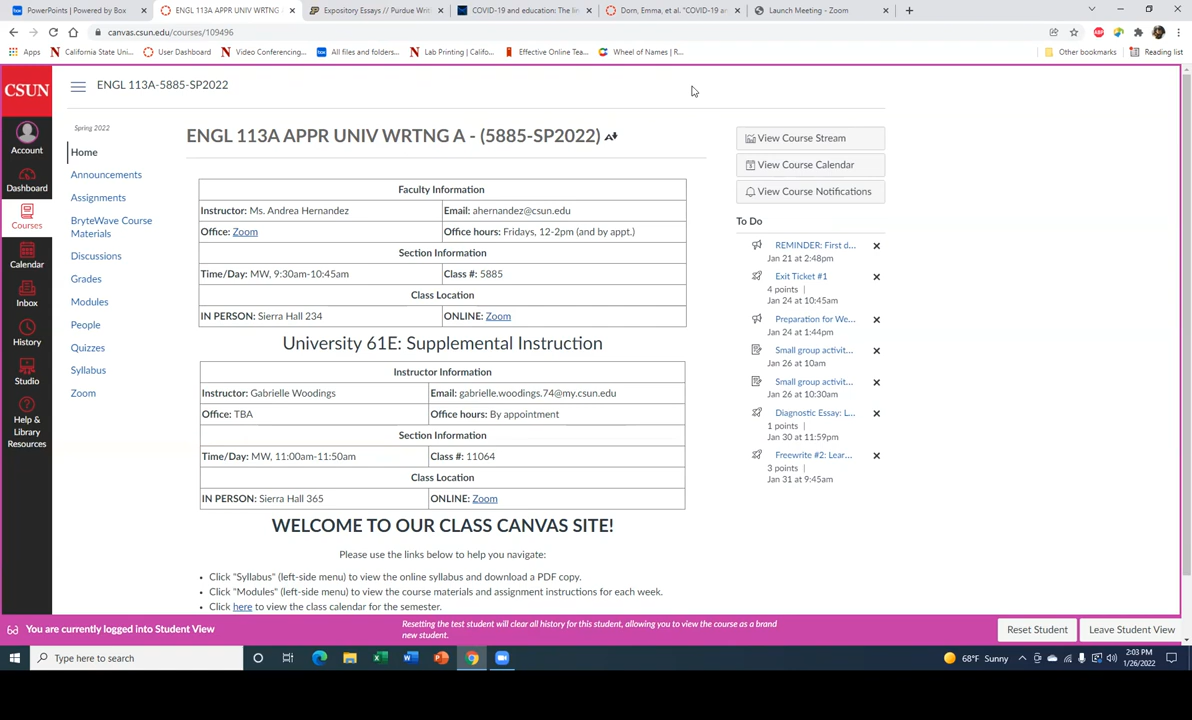 PowerPoints | Powered by Box
ENGL 113A APPR UNIV WRTNG
Expository Essays // Purdue Writ
COVID-19 and education: The li
Dorn, Emma, et al. "COVID-19 a
Launch Meeting - Zoom
canvas.csun.edu/courses/109496
Apps
California State Uni...
User Dashboard
Video Conferencing...
All files and folders...
Lab Printing | Califo...
Effective Online Tea...
Wheel of Names | R...
Other bookmarks
Reading list
CSUN
ENGL 113A-5885-SP2022
Account
Dashboard
Courses
Calendar
Inbox
History
Studio
Help &
Library
Resources
Spring 2022
Home
Announcements
Assignments
BryteWave Course
Materials
Discussions
Grades
Modules
People
Quizzes
Syllabus
Zoom
ENGL 113A APPR UNIV WRTNG A - (5885-SP2022)
Faculty Information
Instructor: Ms. Andrea Hernandez
Email: ahernandez@csun.edu
Office: Zoom
Office hours: Fridays, 12-2pm (and by appt.)
Section Information
Time/Day: MW, 9:30am-10:45am
Class #: 5885
Class Location
IN PERSON: Sierra Hall 234
ONLINE: Zoom
University 61E: Supplemental Instruction
Instructor Information
Instructor: Gabrielle Woodings
Email: gabrielle.woodings.74@my.csun.edu
Office: TBA
Office hours: By appointment
Section Information
Time/Day: MW, 11:00am-11:50am
Class #: 11064
Class Location
IN PERSON: Sierra Hall 365
ONLINE: Zoom
WELCOME TO OUR CLASS CANVAS SITE!
Please use the links below to help you navigate:
• Click "Syllabus" (left-side menu) to view the online syllabus and download a PDF copy.
• Click "Modules" (left-side menu) to view the course materials and assignment instructions for each week.
• Click here to view the class calendar for the semester.
View Course Stream
View Course Calendar
View Course Notifications
To Do
REMINDER: First d...
Jan 21 at 2:48pm
Exit Ticket #1
4 points |
Jan 24 at 10:45am
Preparation for We...
Jan 24 at 1:44pm
Small group activit...
Jan 26 at 10am
Small group activit...
Jan 26 at 10:30am
Diagnostic Essay: L...
1 points |
Jan 30 at 11:59pm
Freewrite #2: Lear...
3 points |
Jan 31 at 9:45am
You are currently logged into Student View
Resetting the test student will clear all history for this student, allowing you to view the course as a brand
new student.
Reset Student
Leave Student View
Type here to search
68°F Sunny
2:03 PM
1/26/2022